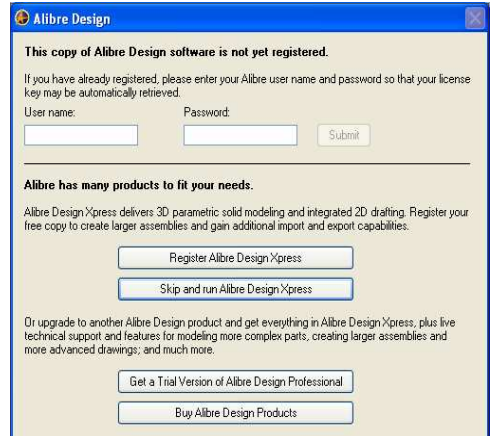 Alibre Design
This copy of Alibre Design software is not yet registered.
If you have already registered, please enter your Alibre user name and password so that your license
key may be automatically retrieved.
User name: Password:
Submit
Alibre has many products to fit your needs.
Alibre Design Xpress delivers 3D parametric solid modeling and integrated 2D drafting. Register your
free copy to create larger assemblies and gain additional import and export capabilities.
Register Alibre Design Xpress
Skip and run Alibre Design Xpress
Or upgrade to another Alibre Design product and get everything in Alibre Design Xpress, plus live
technical support and features for modeling more complex parts, creating larger assemblies and
more advanced drawings; and much more.
Get a Trial Version of Alibre Design Professional
Buy Alibre Design Products